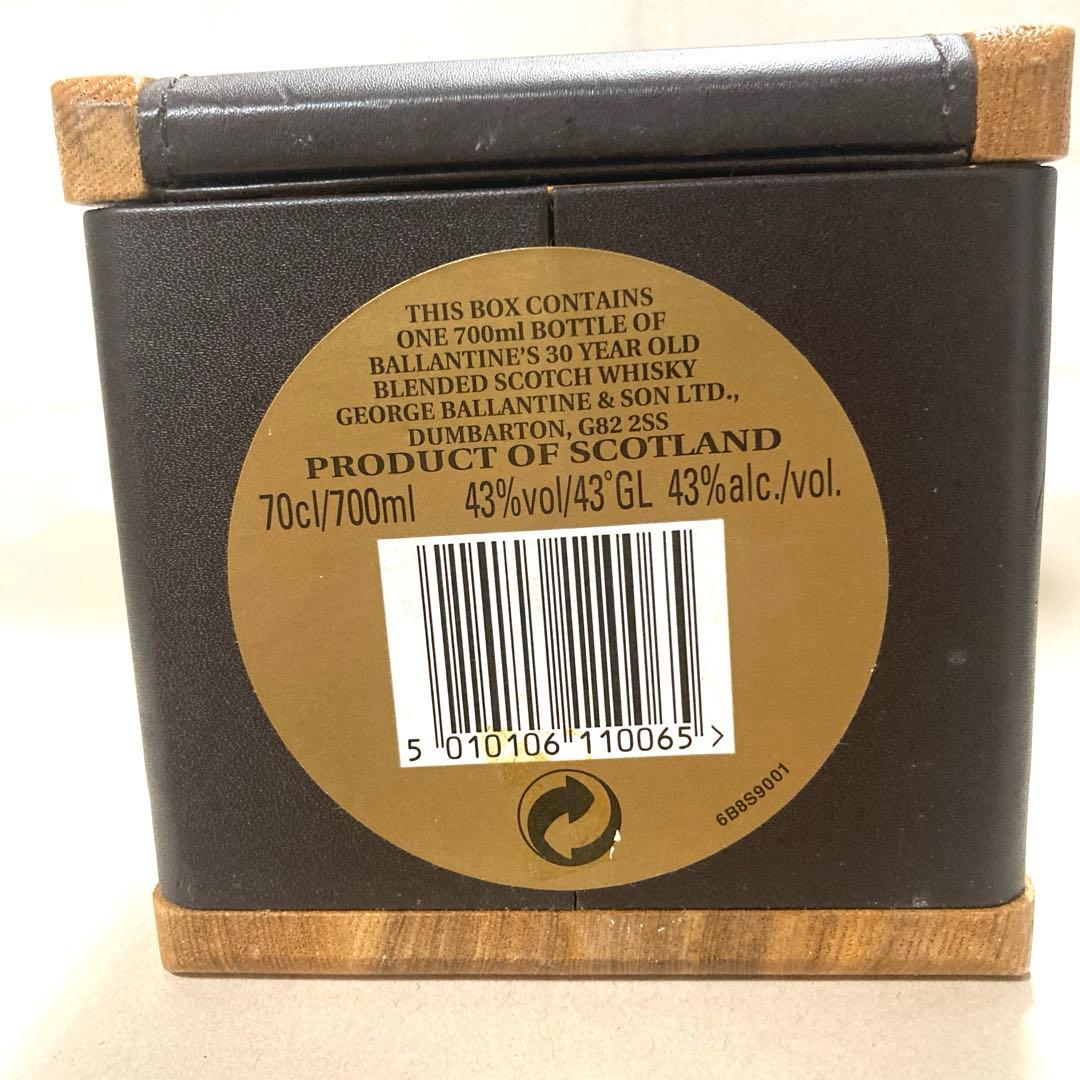 THIS BOX CONTAINS
ONE 700ml BOTTLE OF
BALLANTINE'S 30 YEAR OLD
BLENDED SCOTCH WHISKY
GEORGE BALLANTINE & SON LTD.,
DUMBARTON, G82 2SS
PRODUCT OF SCOTLAND
70cl/700ml 43%vol/43°GL 43%alc./vol.
5 010106 110065 >
6B8S9001